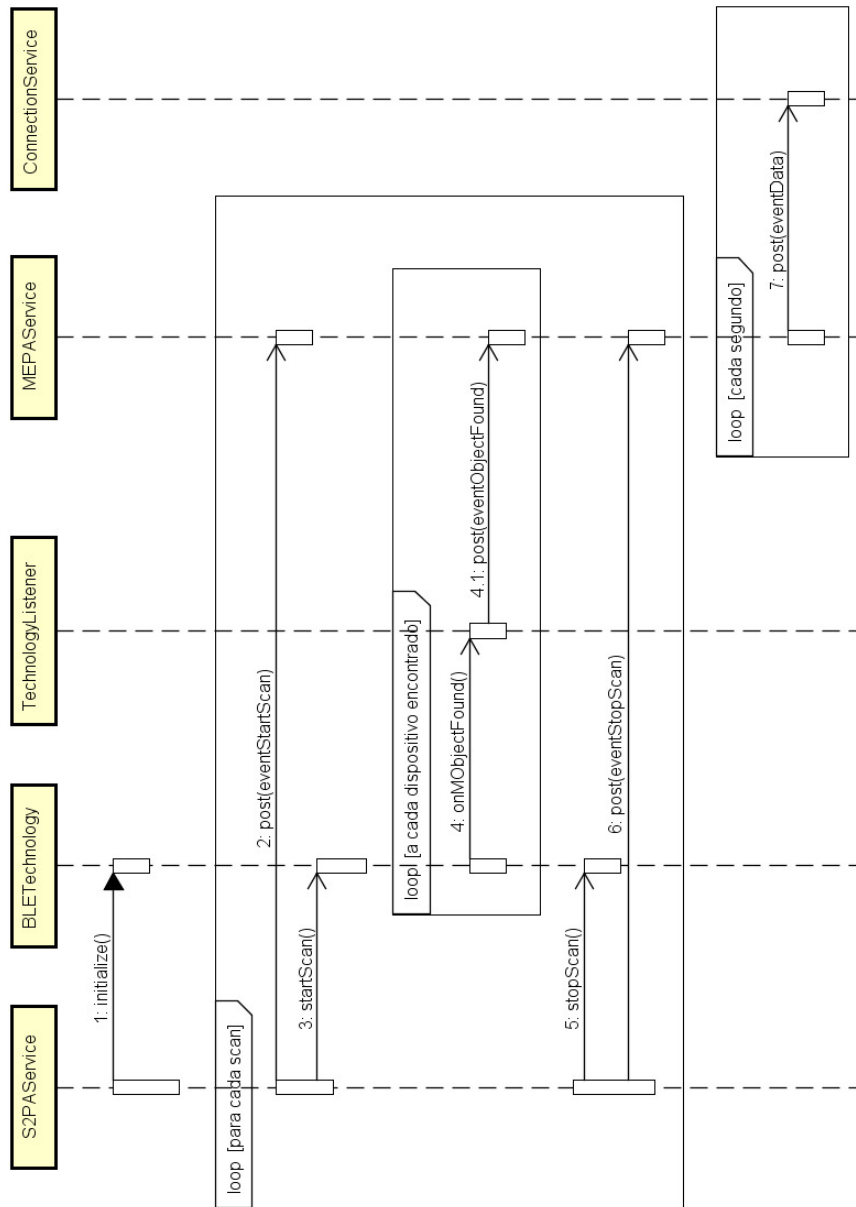 S2PAService
BLETechnology
TechnologyListener
MEPAService
ConnectionService
1: initialize()
loop [para cada scan]
2: post(eventStartScan)
3: startScan()
loop [a cada dispositivo encontrado]
4: onMObjectFound()
4.1: post(eventObjectFound)
5: stopScan()
6: post(eventStopScan)
loop [cada segundo]
7: post(eventData)